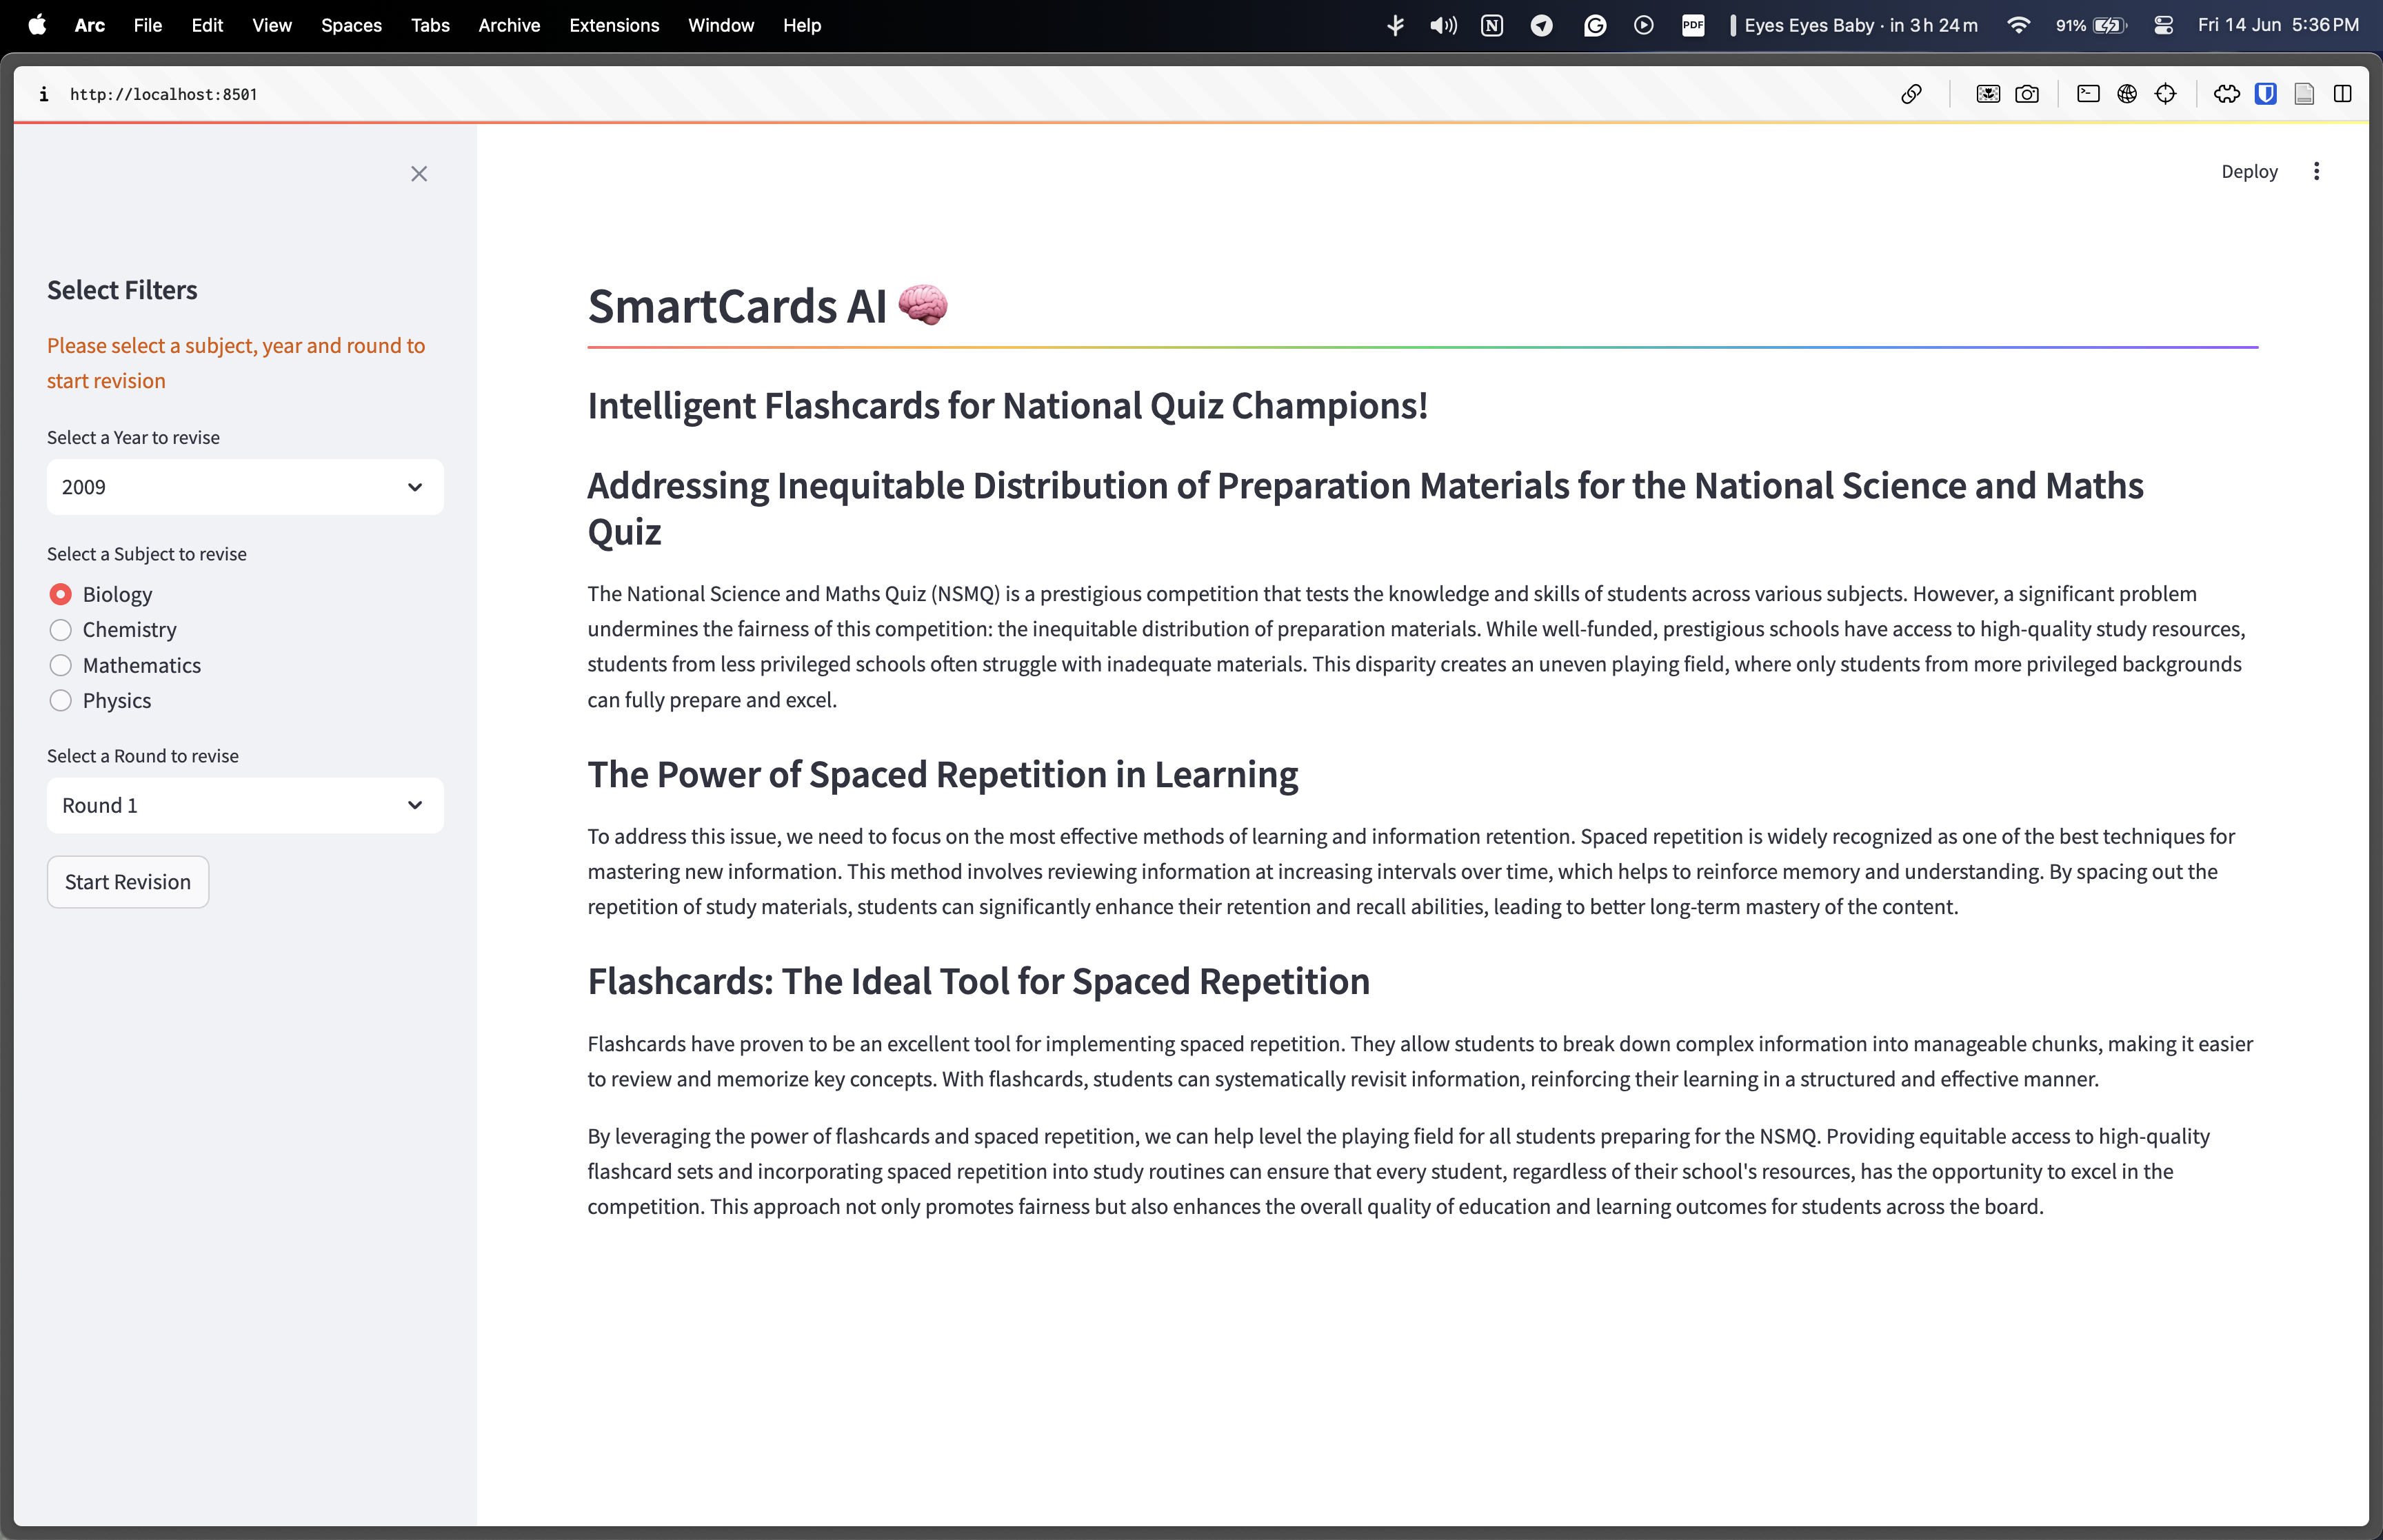 Arc File Edit View Spaces Tabs Archive Extensions Window Help PDF Eyes Eyes Baby · in 3 h 24 m 91% Fri 14 Jun 5:36 PM
http://localhost:8501
Deploy
Select Filters
Please select a subject, year and round to
start revision
Select a Year to revise
2009
Select a Subject to revise
Biology
Chemistry
Mathematics
Physics
Select a Round to revise
Round 1
Start Revision
SmartCards AI 🧠
Intelligent Flashcards for National Quiz Champions!
Addressing Inequitable Distribution of Preparation Materials for the National Science and Maths
Quiz
The National Science and Maths Quiz (NSMQ) is a prestigious competition that tests the knowledge and skills of students across various subjects. However, a significant problem
undermines the fairness of this competition: the inequitable distribution of preparation materials. While well-funded, prestigious schools have access to high-quality study resources,
students from less privileged schools often struggle with inadequate materials. This disparity creates an uneven playing field, where only students from more privileged backgrounds
can fully prepare and excel.
The Power of Spaced Repetition in Learning
To address this issue, we need to focus on the most effective methods of learning and information retention. Spaced repetition is widely recognized as one of the best techniques for
mastering new information. This method involves reviewing information at increasing intervals over time, which helps to reinforce memory and understanding. By spacing out the
repetition of study materials, students can significantly enhance their retention and recall abilities, leading to better long-term mastery of the content.
Flashcards: The Ideal Tool for Spaced Repetition
Flashcards have proven to be an excellent tool for implementing spaced repetition. They allow students to break down complex information into manageable chunks, making it easier
to review and memorize key concepts. With flashcards, students can systematically revisit information, reinforcing their learning in a structured and effective manner.
By leveraging the power of flashcards and spaced repetition, we can help level the playing field for all students preparing for the NSMQ. Providing equitable access to high-quality
flashcard sets and incorporating spaced repetition into study routines can ensure that every student, regardless of their school's resources, has the opportunity to excel in the
competition. This approach not only promotes fairness but also enhances the overall quality of education and learning outcomes for students across the board.